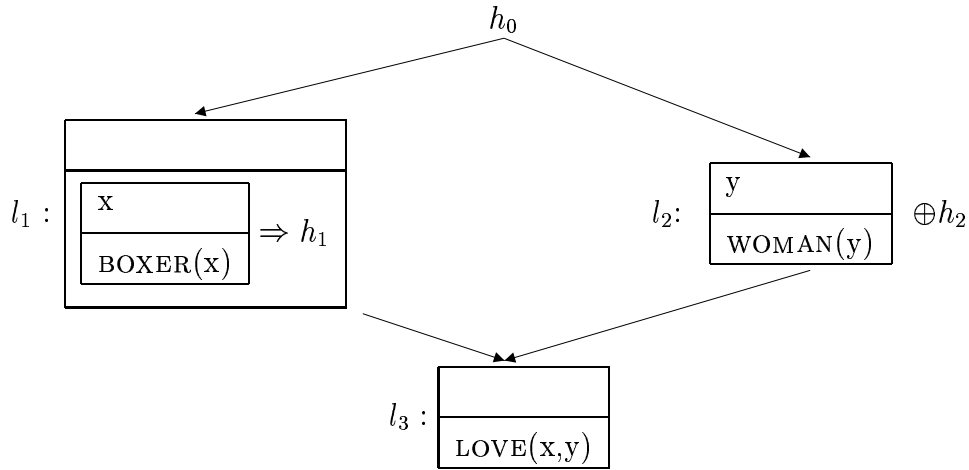 h₀
x
l₁ :
⇒ h₁
BOXER(x)
y
l₂:
⊕h₂
WOMAN(y)
l₃ :
LOVE(x,y)